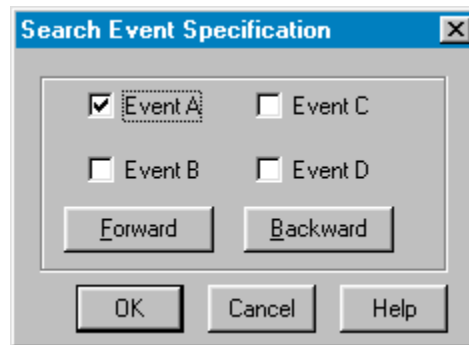 Search Event Specification
Event A Event C
Event B Event D
Forward Backward
OK Cancel Help